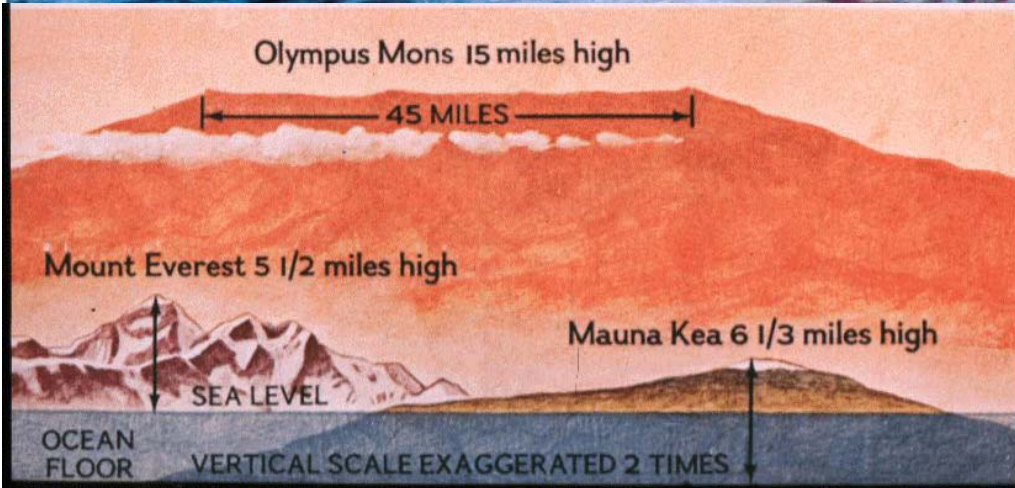 Olympus Mons 15 miles high
45 MILES
Mount Everest 5 1/2 miles high
Mauna Kea 6 1/3 miles high
SEA LEVEL
OCEAN
FLOOR
VERTICAL SCALE EXAGGERATED 2 TIMES